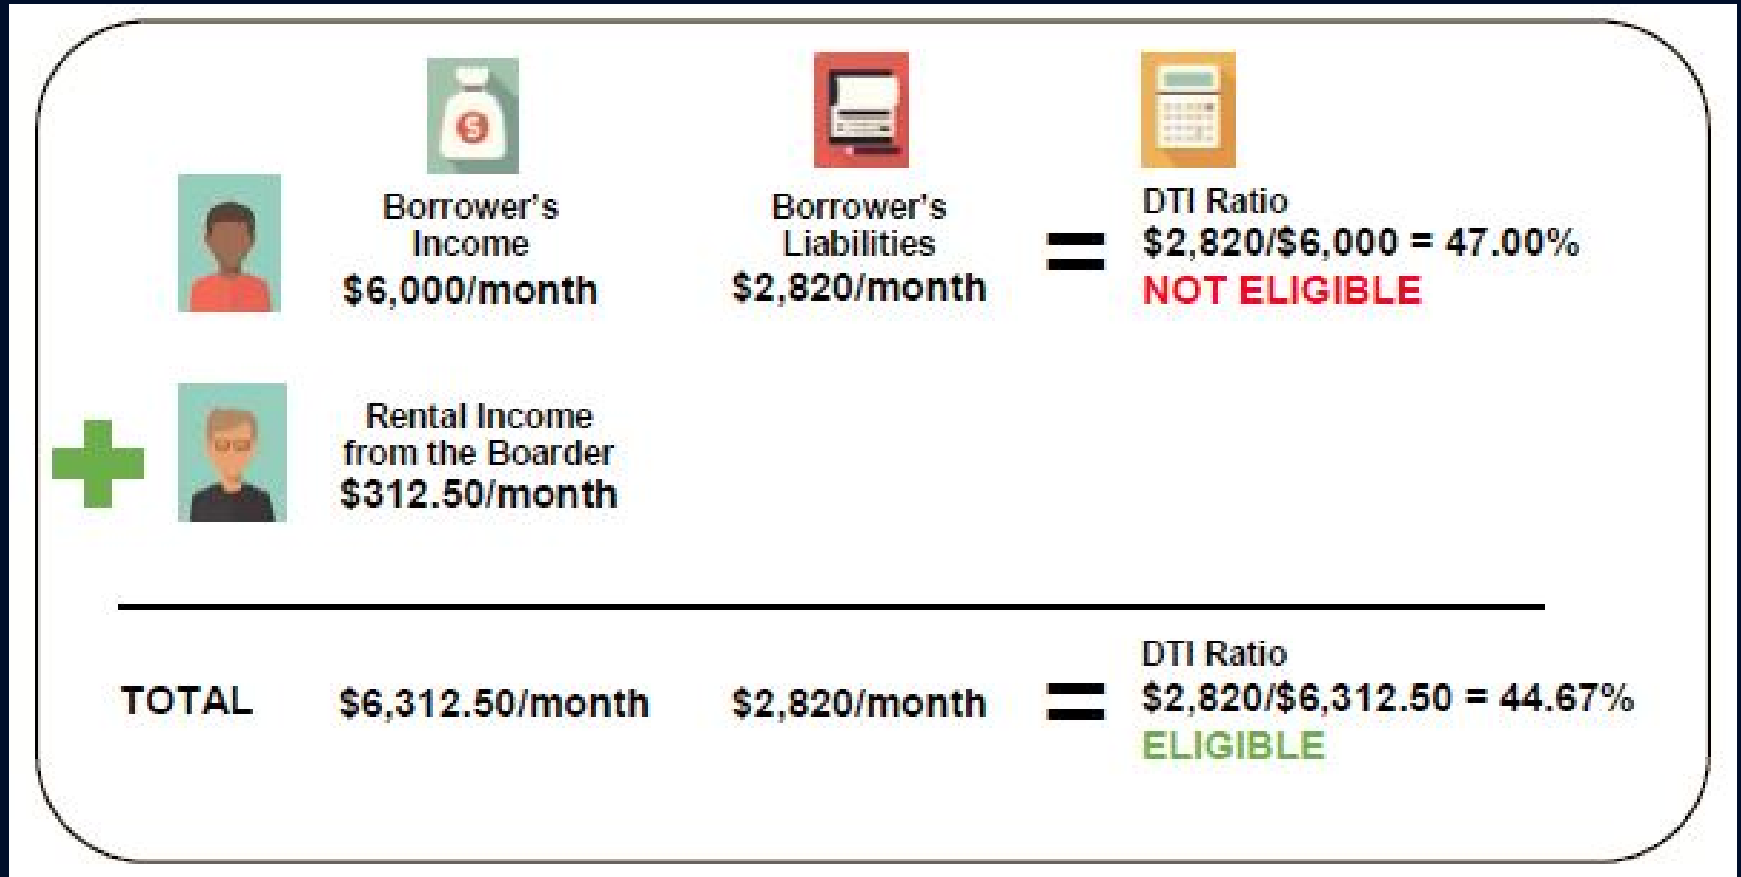 Borrower's
Income
$6,000/month
Borrower's
Liabilities
$2,820/month
=
DTI Ratio
$2,820/$6,000 = 47.00%
NOT ELIGIBLE
Rental Income
from the Boarder
$312.50/month
TOTAL
$6,312.50/month
$2,820/month
=
DTI Ratio
$2,820/$6,312.50 = 44.67%
ELIGIBLE